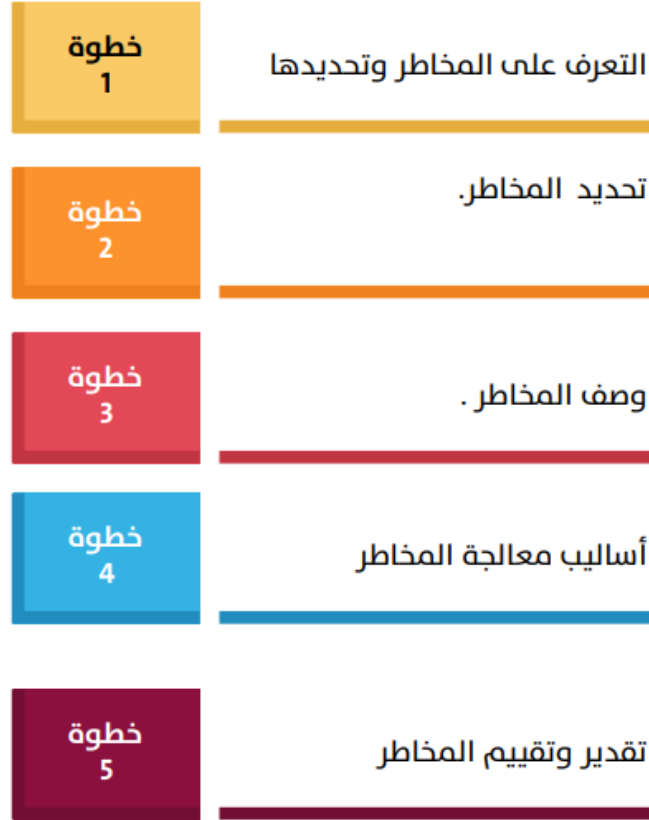 خطوة
1
التعرف على المخاطر وتحديدها
خطوة
2
تحديد المخاطر.
خطوة
3
وصف المخاطر .
خطوة
4
أساليب معالجة المخاطر
خطوة
5
تقدير وتقييم المخاطر